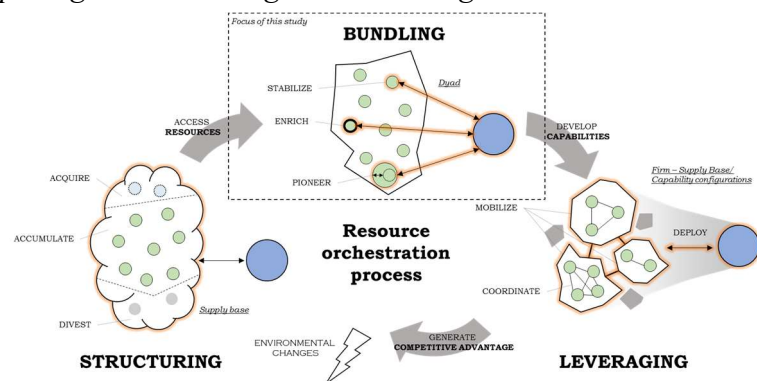 Focus of this study
BUNDLING
STABILIZE
Dyad
ENRICH
PIONEER
ACCESS
RESOURCES
DEVELOP
CAPABILITIES
ACQUIRE
ACCUMULATE
DIVEST
Supply base
STRUCTURING
Resource
orchestration
process
Firm – Supply Base/
Capability configurations
MOBILIZE
DEPLOY
COORDINATE
LEVERAGING
GENERATE
COMPETITIVE ADVANTAGE
ENVIRONMENTAL
CHANGES